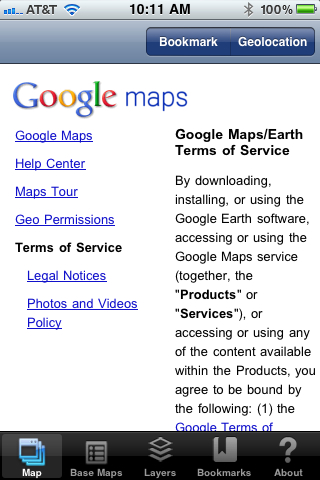 AT&T 10:11 AM 100%
Bookmark Geolocation
Google maps
Google Maps
Help Center
Maps Tour
Geo Permissions
Terms of Service
Legal Notices
Photos and Videos
Policy
Google Maps/Earth
Terms of Service
By downloading,
installing, or using the
Google Earth software,
accessing or using the
Google Maps service
(together, the
"Products" or
"Services"), or
accessing or using any
of the content available
within the Products, you
agree to be bound by
the following: (1) the
Google Terms of
Map Base Maps Layers Bookmarks About